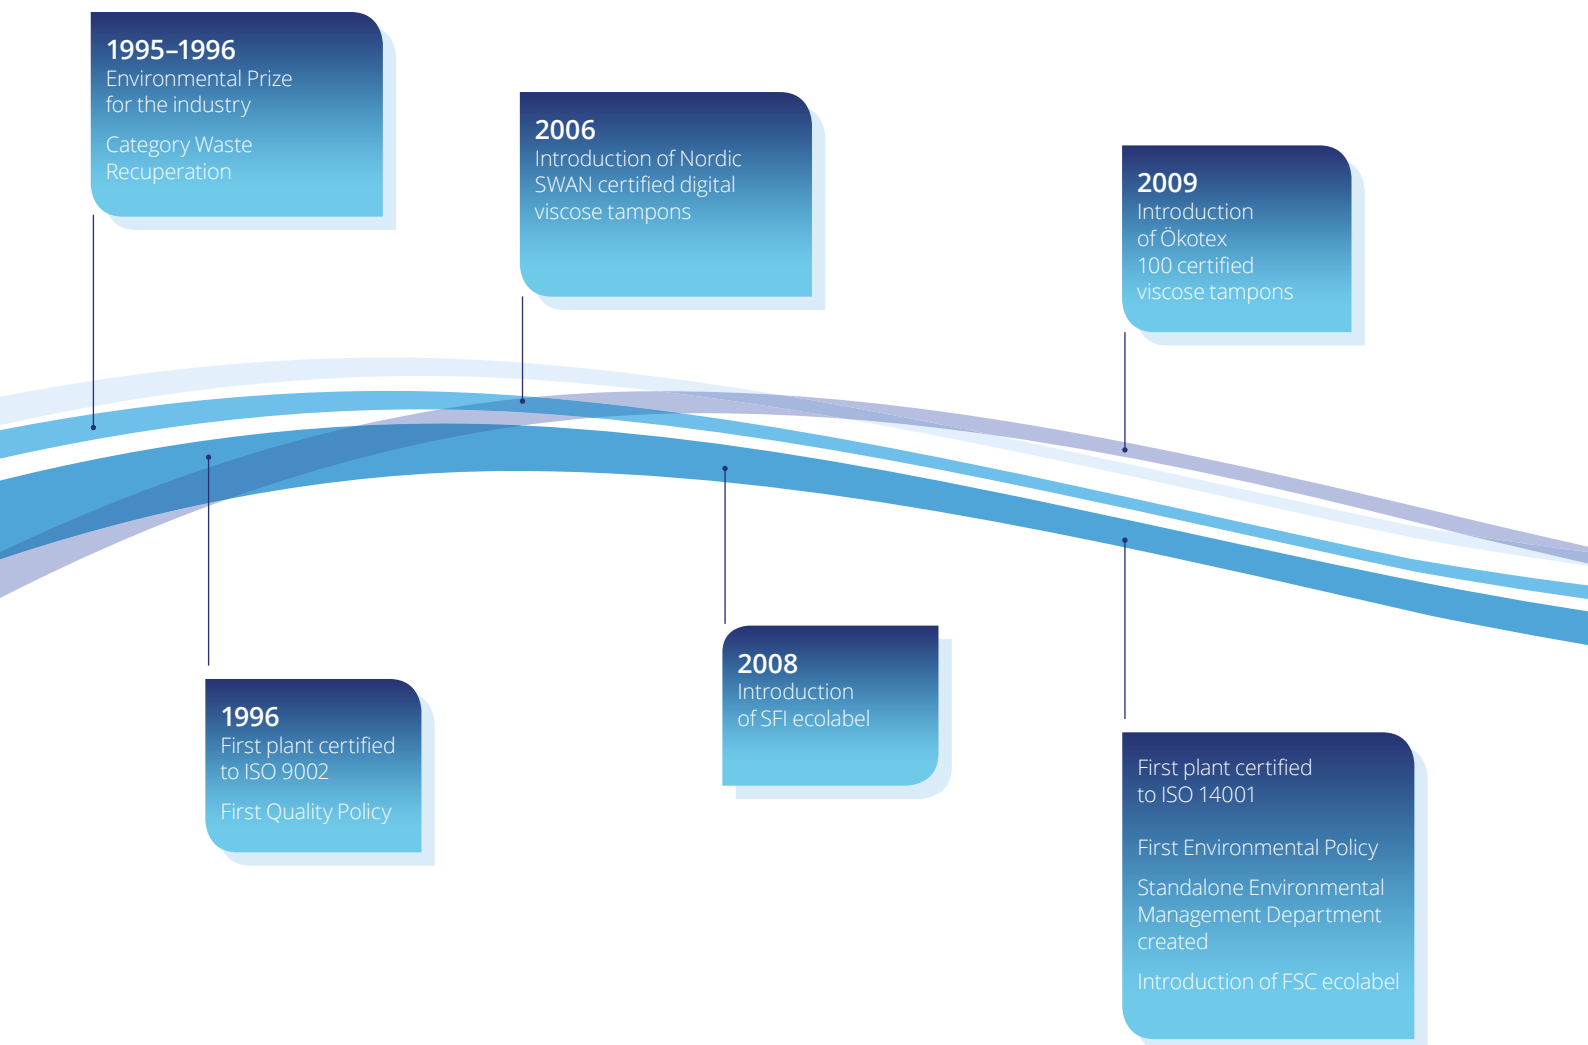 1995–1996
Environmental Prize
for the industry
Category Waste
Recuperation
1996
First plant certified
to ISO 9002
First Quality Policy
2006
Introduction of Nordic
SWAN certified digital
viscose tampons
2008
Introduction
of SFI ecolabel
2009
Introduction
of Ökotex
100 certified
viscose tampons
First plant certified
to ISO 14001
First Environmental Policy
Standalone Environmental
Management Department
created
Introduction of FSC ecolabel